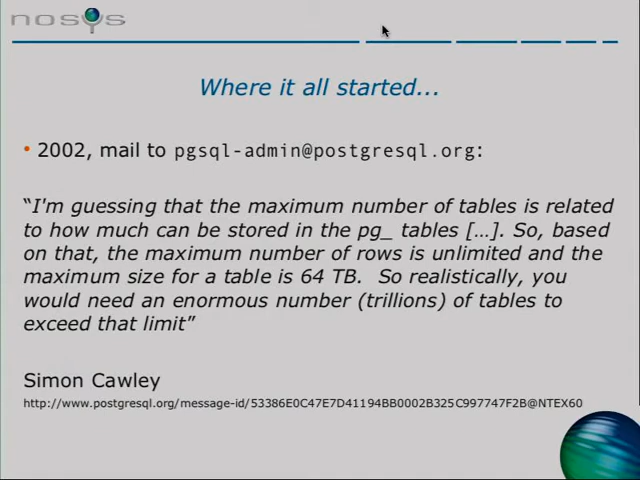 nosys
Where it all started...
• 2002, mail to pgsql-admin@postgresql.org:
“I'm guessing that the maximum number of tables is related
to how much can be stored in the pg_ tables […]. So, based
on that, the maximum number of rows is unlimited and the
maximum size for a table is 64 TB.  So realistically, you
would need an enormous number (trillions) of tables to
exceed that limit”
Simon Cawley
http://www.postgresql.org/message-id/53386E0C47E7D41194BB0002B325C997747F2B@NTEX60